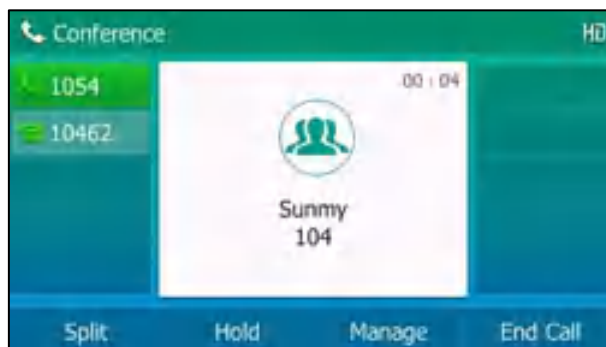 Conference
HD
1054
10462
00 : 04
Sunmy
104
Split Hold Manage End Call